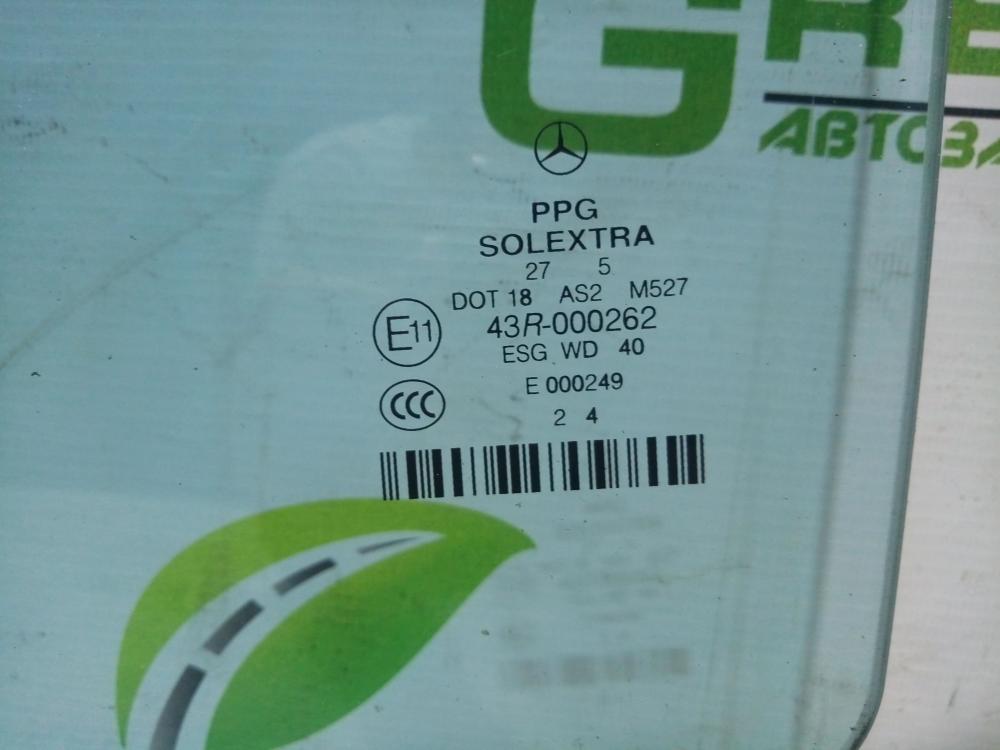 GRE
АВТОЗА
PPG
SOLEXTRA
27 5
DOT 18 AS2 M527
E11
43R-000262
ESG WD 40
E 000249
CCC
2 4